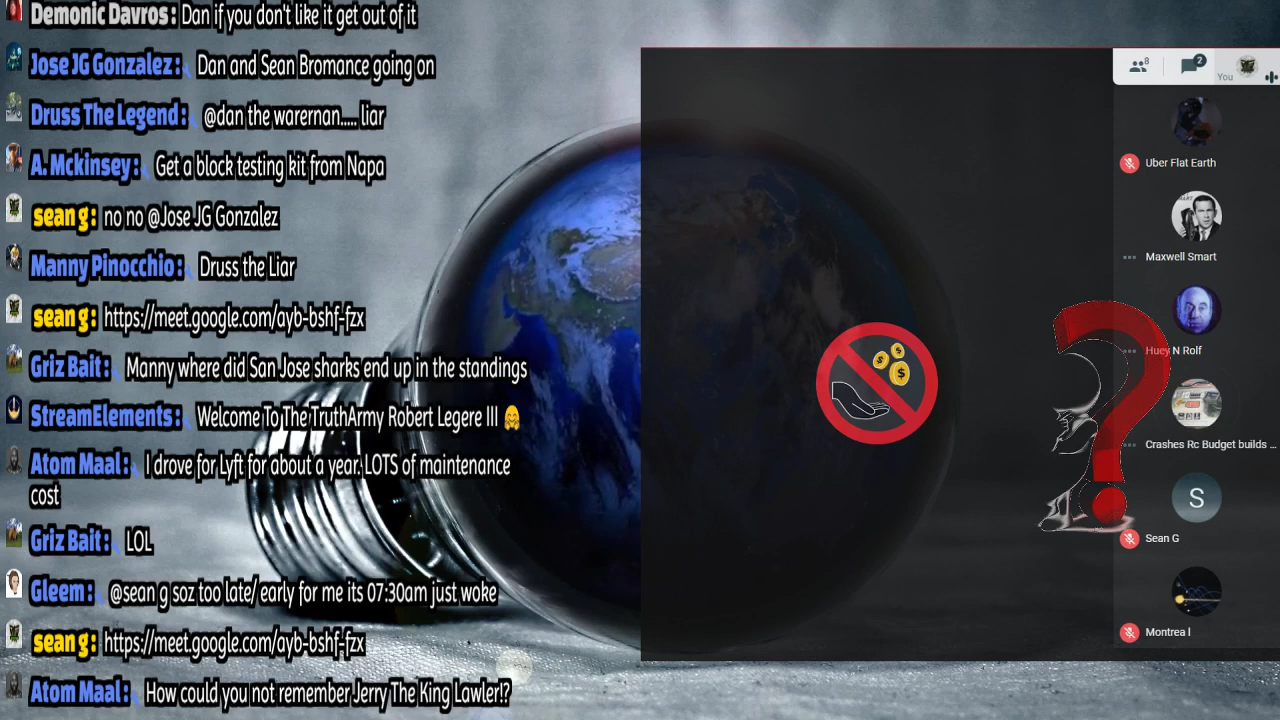 Demonic Davros : Dan if you don't like it get out of it
Jose JG Gonzalez : Dan and Sean Bromance going on
Druss The Legend : @dan the warernan..... liar
A. Mckinsey : Get a block testing kit from Napa
sean g : no no @Jose JG Gonzalez
Manny Pinocchio : Druss the Liar
sean g : https://meet.google.com/ayb-bshf-fzx
Griz Bait : Manny where did San Jose sharks end up in the standings
StreamElements : Welcome To The TruthArmy Robert Legere III 🤗
Atom Maal : I drove for Lyft for about a year. LOTS of maintenance
cost
Griz Bait : LOL
Gleem : @sean g soz too late/ early for me its 07:30am just woke
sean g : https://meet.google.com/ayb-bshf-fzx
Atom Maal : How could you not remember Jerry The King Lawler!?
8
2
You
Uber Flat Earth
Maxwell Smart
Huey N Rolf
Crashes Rc Budget builds ...
S
Sean G
Montrea l